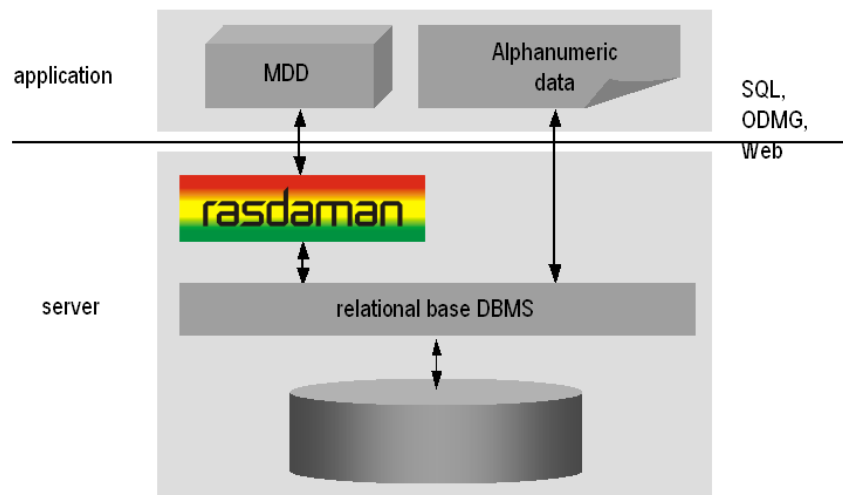 MDD
Alphanumeric
data
application
SQL,
ODMG,
Web
rasdaman
server
relational base DBMS